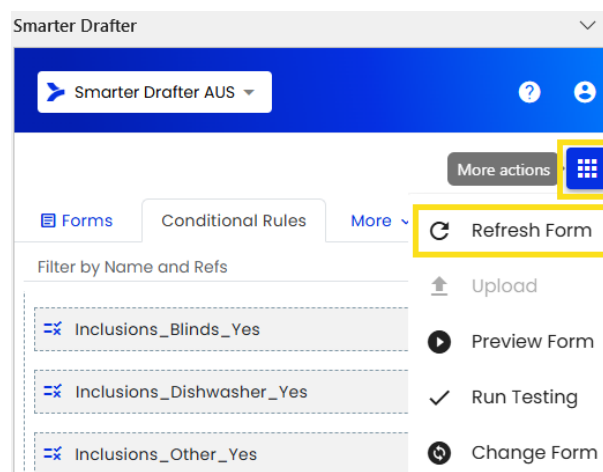 Smarter Drafter
Smarter Drafter AUS
More actions
Forms
Conditional Rules
More
Refresh Form
Filter by Name and Refs
Upload
Inclusions_Blinds_Yes
Preview Form
Inclusions_Dishwasher_Yes
Run Testing
Inclusions_Other_Yes
Change Form